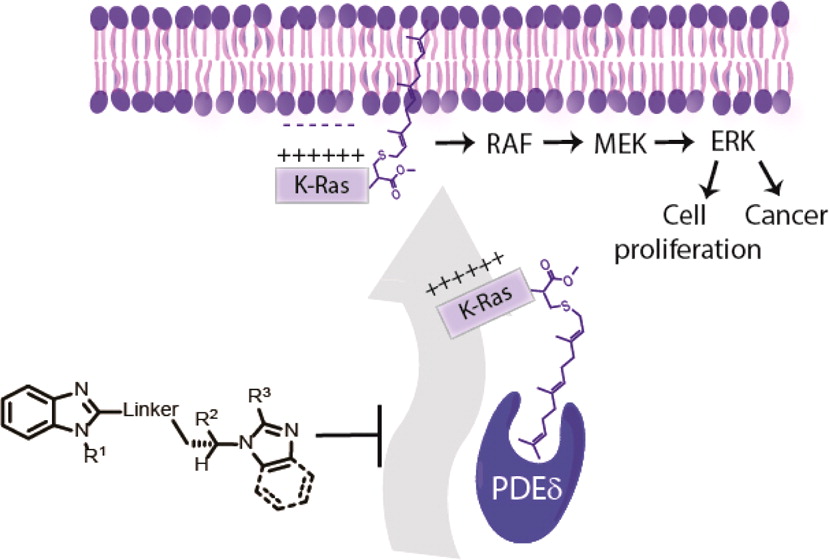 ------
++++++
K-Ras
S
O
O
RAF
MEK
ERK
Cell
proliferation
Cancer
++++++
K-Ras
O
O
S
N
N
R¹
Linker
R²
H
N
R³
N
PDEδ